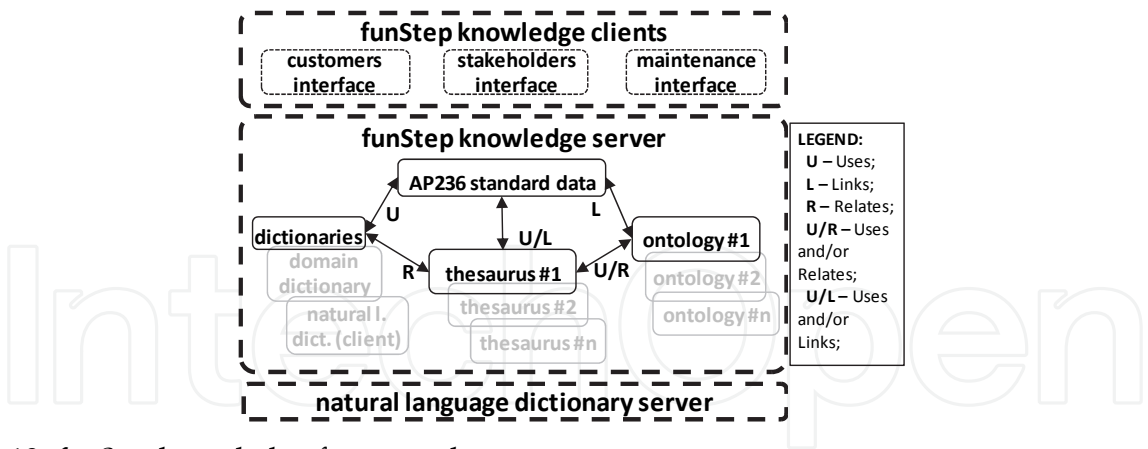 funStep knowledge clients
customers
interface
stakeholders
interface
maintenance
interface
funStep knowledge server
AP236 standard data
U
L
dictionaries
U/L
ontology #1
R
thesaurus #1
U/R
domain
dictionary
ontology #2
natural l.
dict. (client)
thesaurus #2
ontology #n
thesaurus #n
natural language dictionary server
LEGEND:
U – Uses;
L – Links;
R – Relates;
U/R – Uses
and/or
Relates;
U/L – Uses
and/or
Links;
IntechOpen